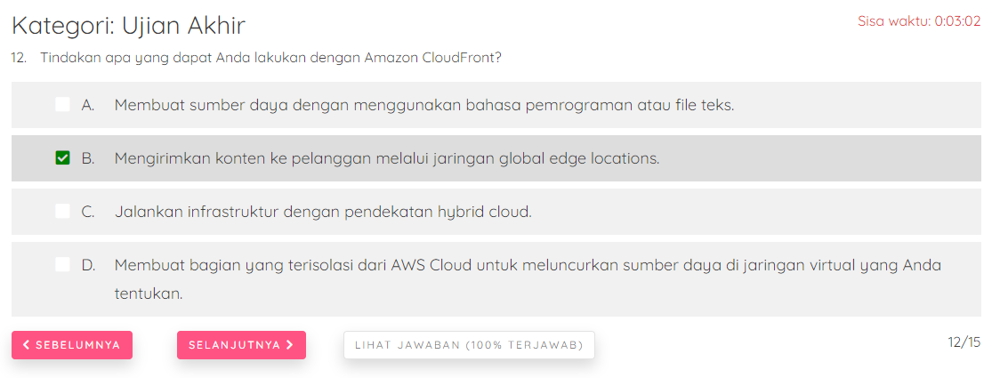 Kategori: Ujian Akhir
Sisa waktu: 0:03:02
12. Tindakan apa yang dapat Anda lakukan dengan Amazon CloudFront?
A. Membuat sumber daya dengan menggunakan bahasa pemrograman atau file teks.
B. Mengirimkan konten ke pelanggan melalui jaringan global edge locations.
C. Jalankan infrastruktur dengan pendekatan hybrid cloud.
D. Membuat bagian yang terisolasi dari AWS Cloud untuk meluncurkan sumber daya di jaringan virtual yang Anda
tentukan.
SEBELUMNYA
SELANJUTNYA
LIHAT JAWABAN (100% TERJAWAB)
12/15